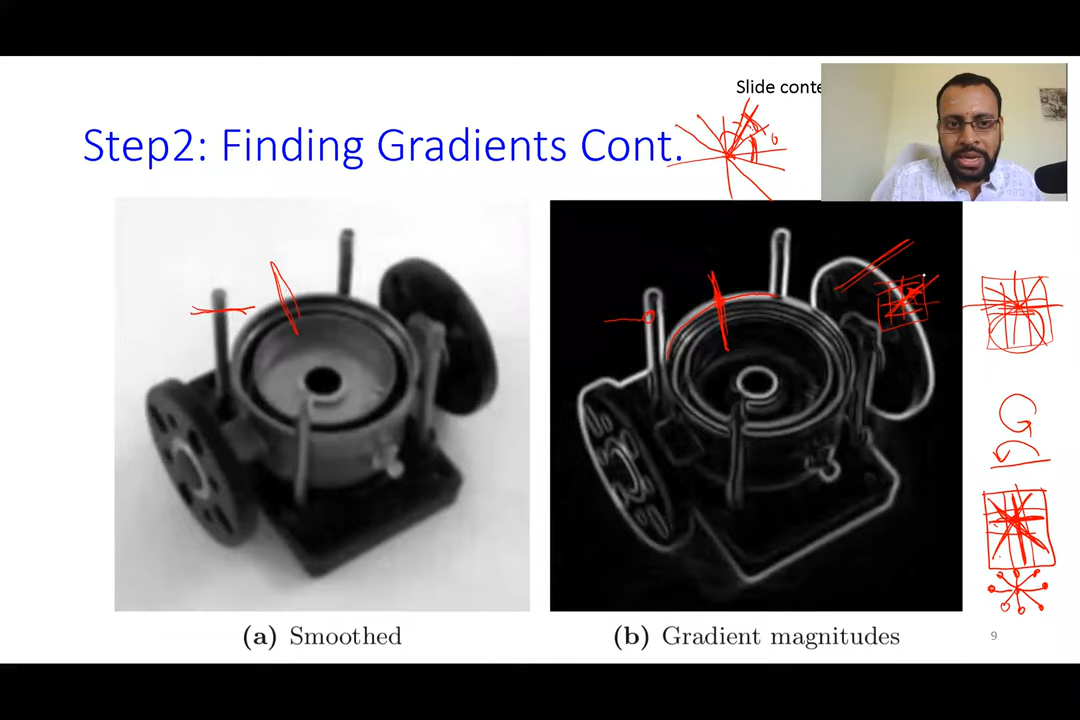 Slide conte
Step2: Finding Gradients Cont.
(a) Smoothed
(b) Gradient magnitudes
9